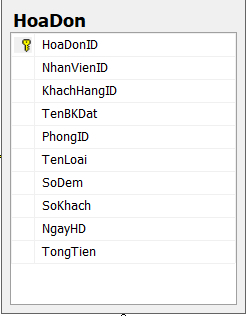 HoaDon
HoaDonID
NhanVienID
KhachHangID
TenBKDat
PhongID
TenLoai
SoDem
SoKhach
NgayHD
TongTien